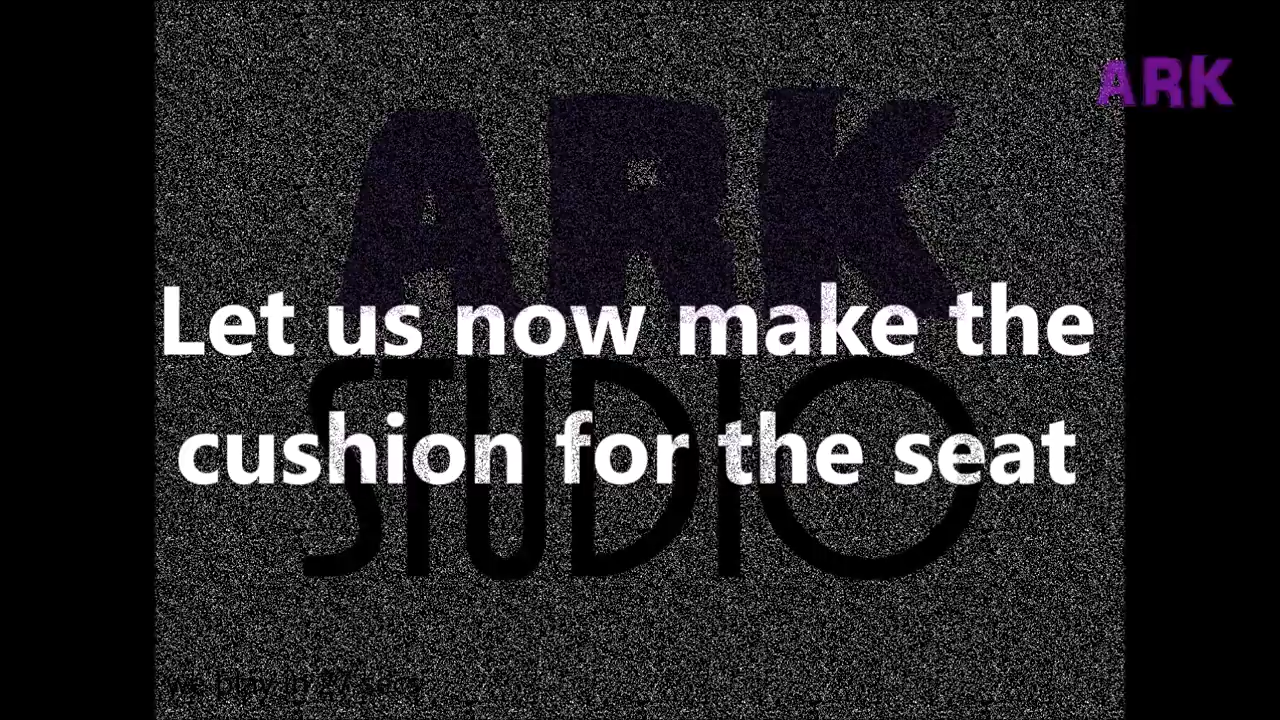 ARK
ARK
Let us now make the
STUDIO
cushion for the seat